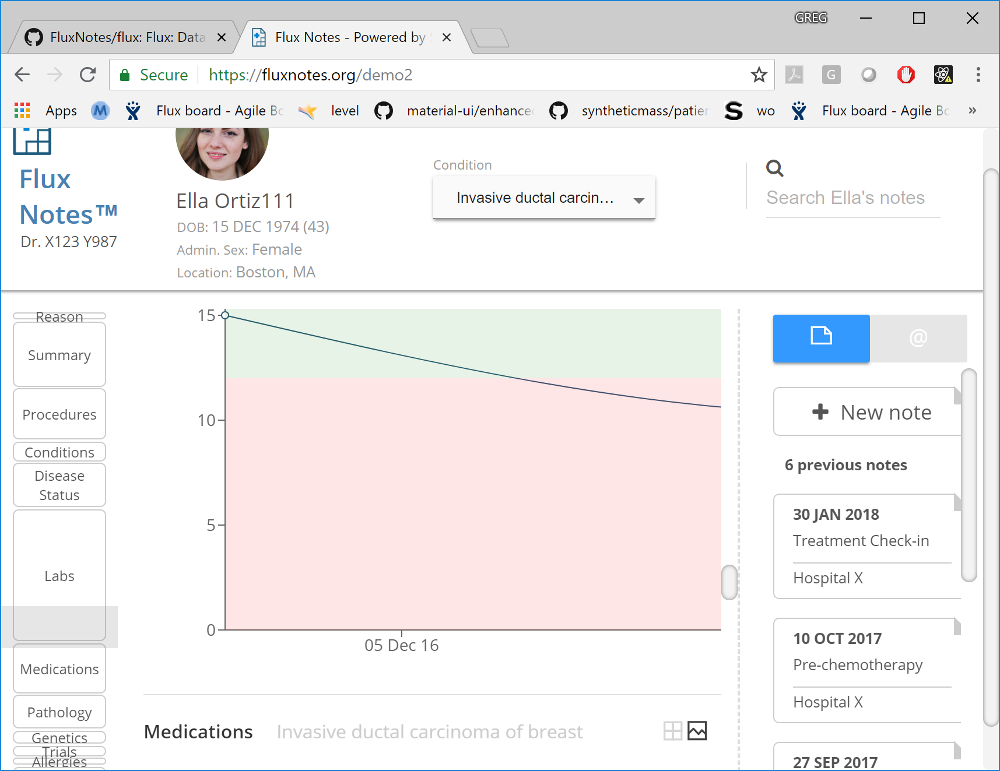 GREG
FluxNotes/flux: Flux: Data
Flux Notes - Powered by
Secure
https://fluxnotes.org/demo2
G
Apps
M
Flux board - Agile Bo
level
material-ui/enhanced
syntheticmass/patien
S
wo
Flux board - Agile Bo
»
Flux
Notes™
Dr. X123 Y987
Ella Ortiz111
DOB: 15 DEC 1974 (43)
Admin. Sex: Female
Location: Boston, MA
Condition
Invasive ductal carcin...
Search Ella's notes
Reason
Summary
Procedures
Conditions
Disease
Status
Labs
Medications
Pathology
Genetics
Trials
Allergies
15
10
5
0
05 Dec 16
Medications
Invasive ductal carcinoma of breast
@
New note
6 previous notes
30 JAN 2018
Treatment Check-in
Hospital X
10 OCT 2017
Pre-chemotherapy
Hospital X
27 SEP 2017